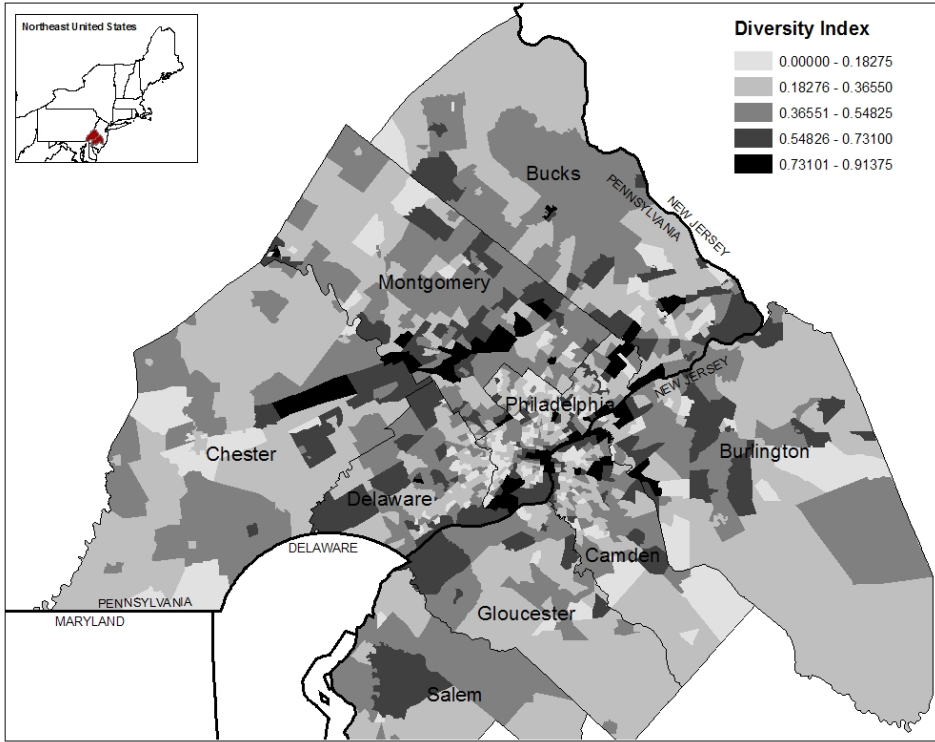 Northeast United States
Diversity Index
0.00000 - 0.18275
0.18276 - 0.36550
0.36551 - 0.54825
0.54826 - 0.73100
0.73101 - 0.91375
Bucks
PENNSYLVANIA
NEW JERSEY
Montgomery
NEW JERSEY
Philadelphia
Chester
Burlington
Delaware
DELAWARE
Camden
PENNSYLVANIA
MARYLAND
Gloucester
Salem